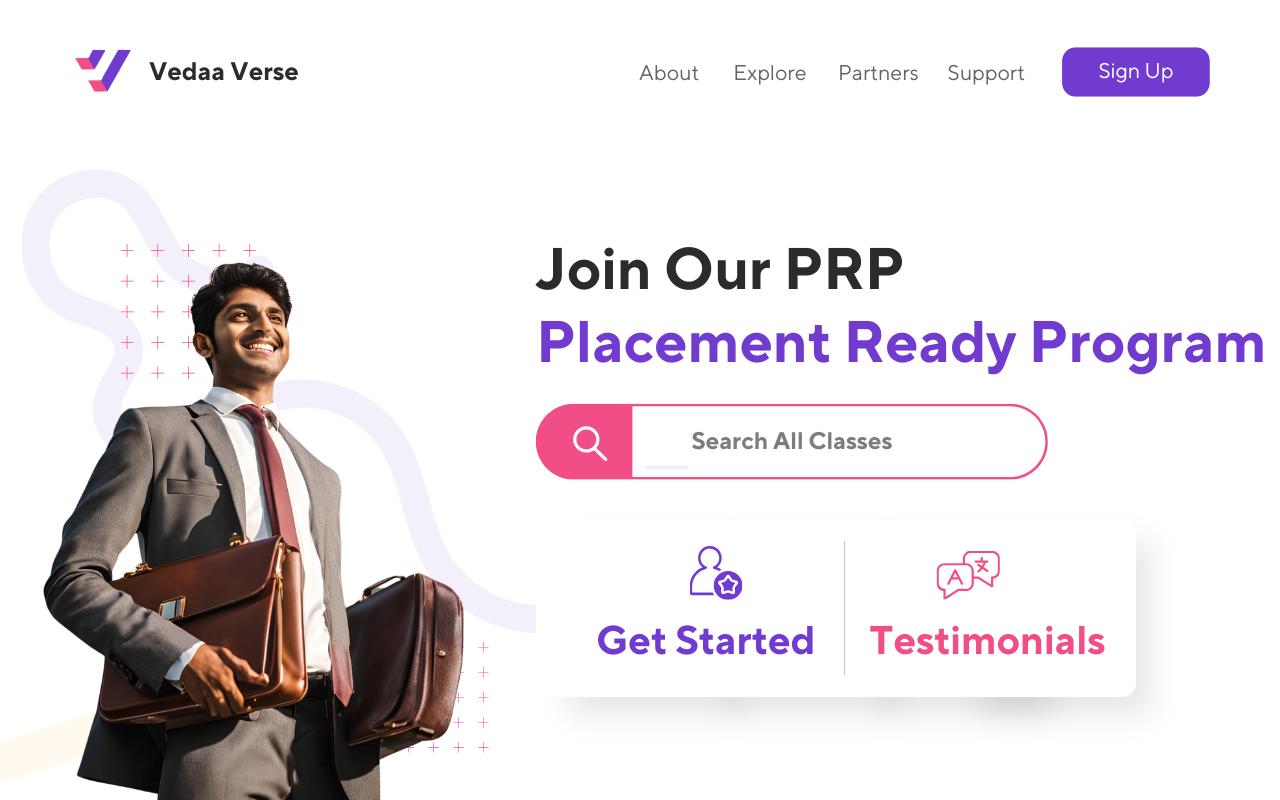 Vedaa Verse
About Explore Partners Support Sign Up
Join Our PRP
Placement Ready Program
Search All Classes
A 文
Get Started Testimonials